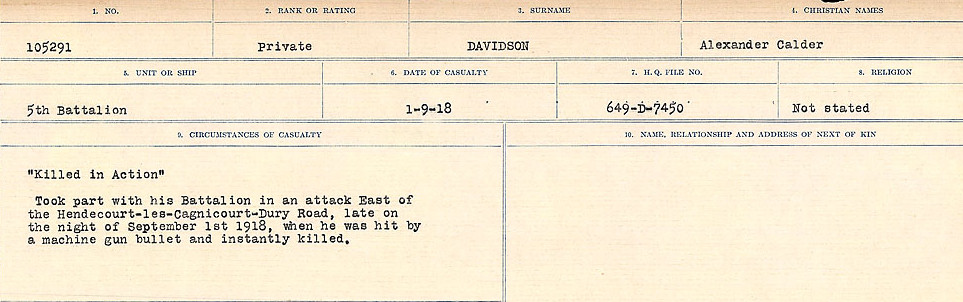 1. NO. 2. RANK OR RATING 3. SURNAME 4. CHRISTIAN NAMES
105291 Private DAVIDSON Alexander Calder
5. UNIT OR SHIP 6. DATE OF CASUALTY 7. H.Q. FILE NO. 8. RELIGION
5th Battalion 1-9-18 649-D-7450 Not stated
9. CIRCUMSTANCES OF CASUALTY 10. NAME, RELATIONSHIP AND ADDRESS OF NEXT OF KIN
"Killed in Action"
Took part with his Battalion in an attack East of
the Hendecourt-les-Cagnicourt-Dury Road, late on
the night of September 1st 1918, when he was hit by
a machine gun bullet and instantly killed.